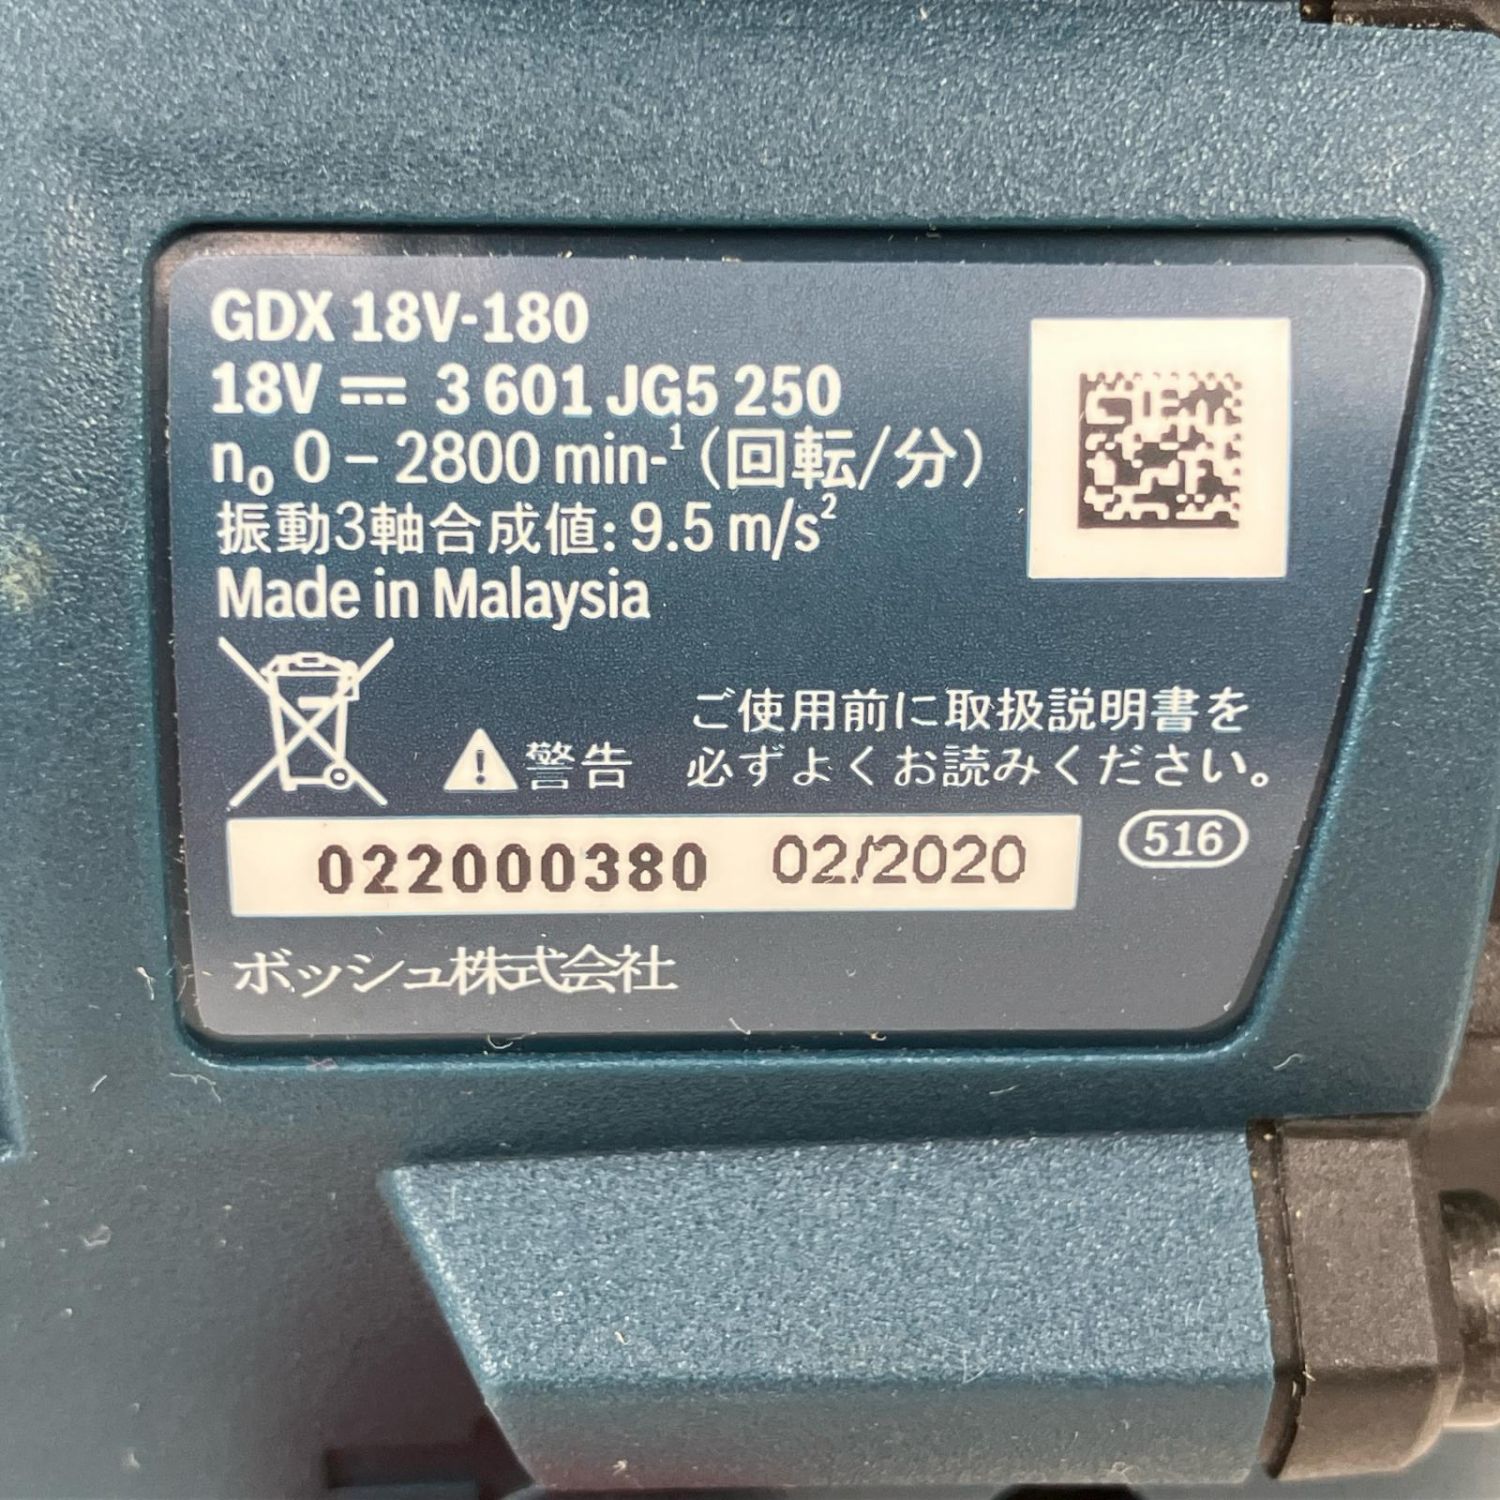 GDX 18V-180
18V ⎓ 3 601 JG5 250
n₀ 0 – 2800 min-¹ (回転/分)
振動3軸合成値: 9.5 m/s²
Made in Malaysia
ご使用前に取扱説明書を
警告 必ずよくお読みください。
022000380 02/2020
516
ボッシュ株式会社